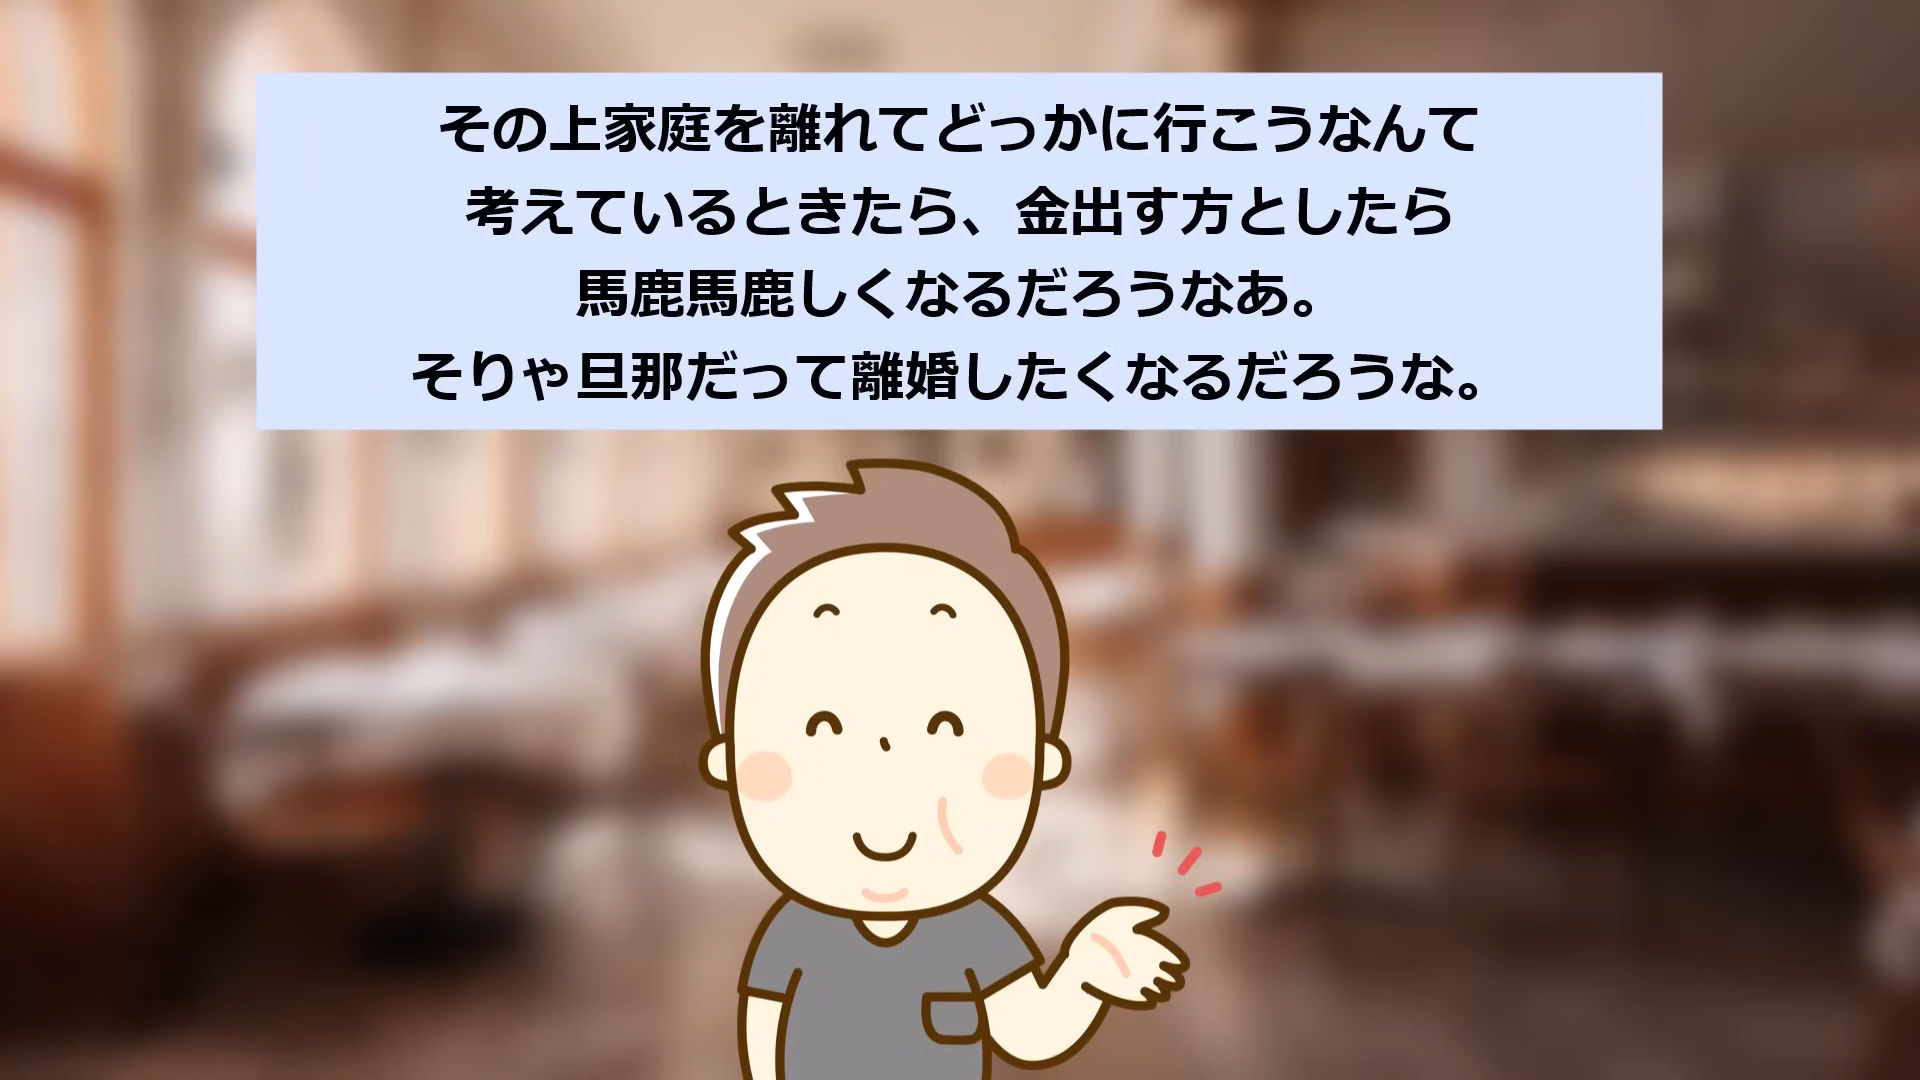 その上家庭を離れてどっかに行こうなんて
考えているときたら、金出す方としたら
馬鹿馬鹿しくなるだろうなあ。
そりゃ旦那だって離婚したくなるだろうな。